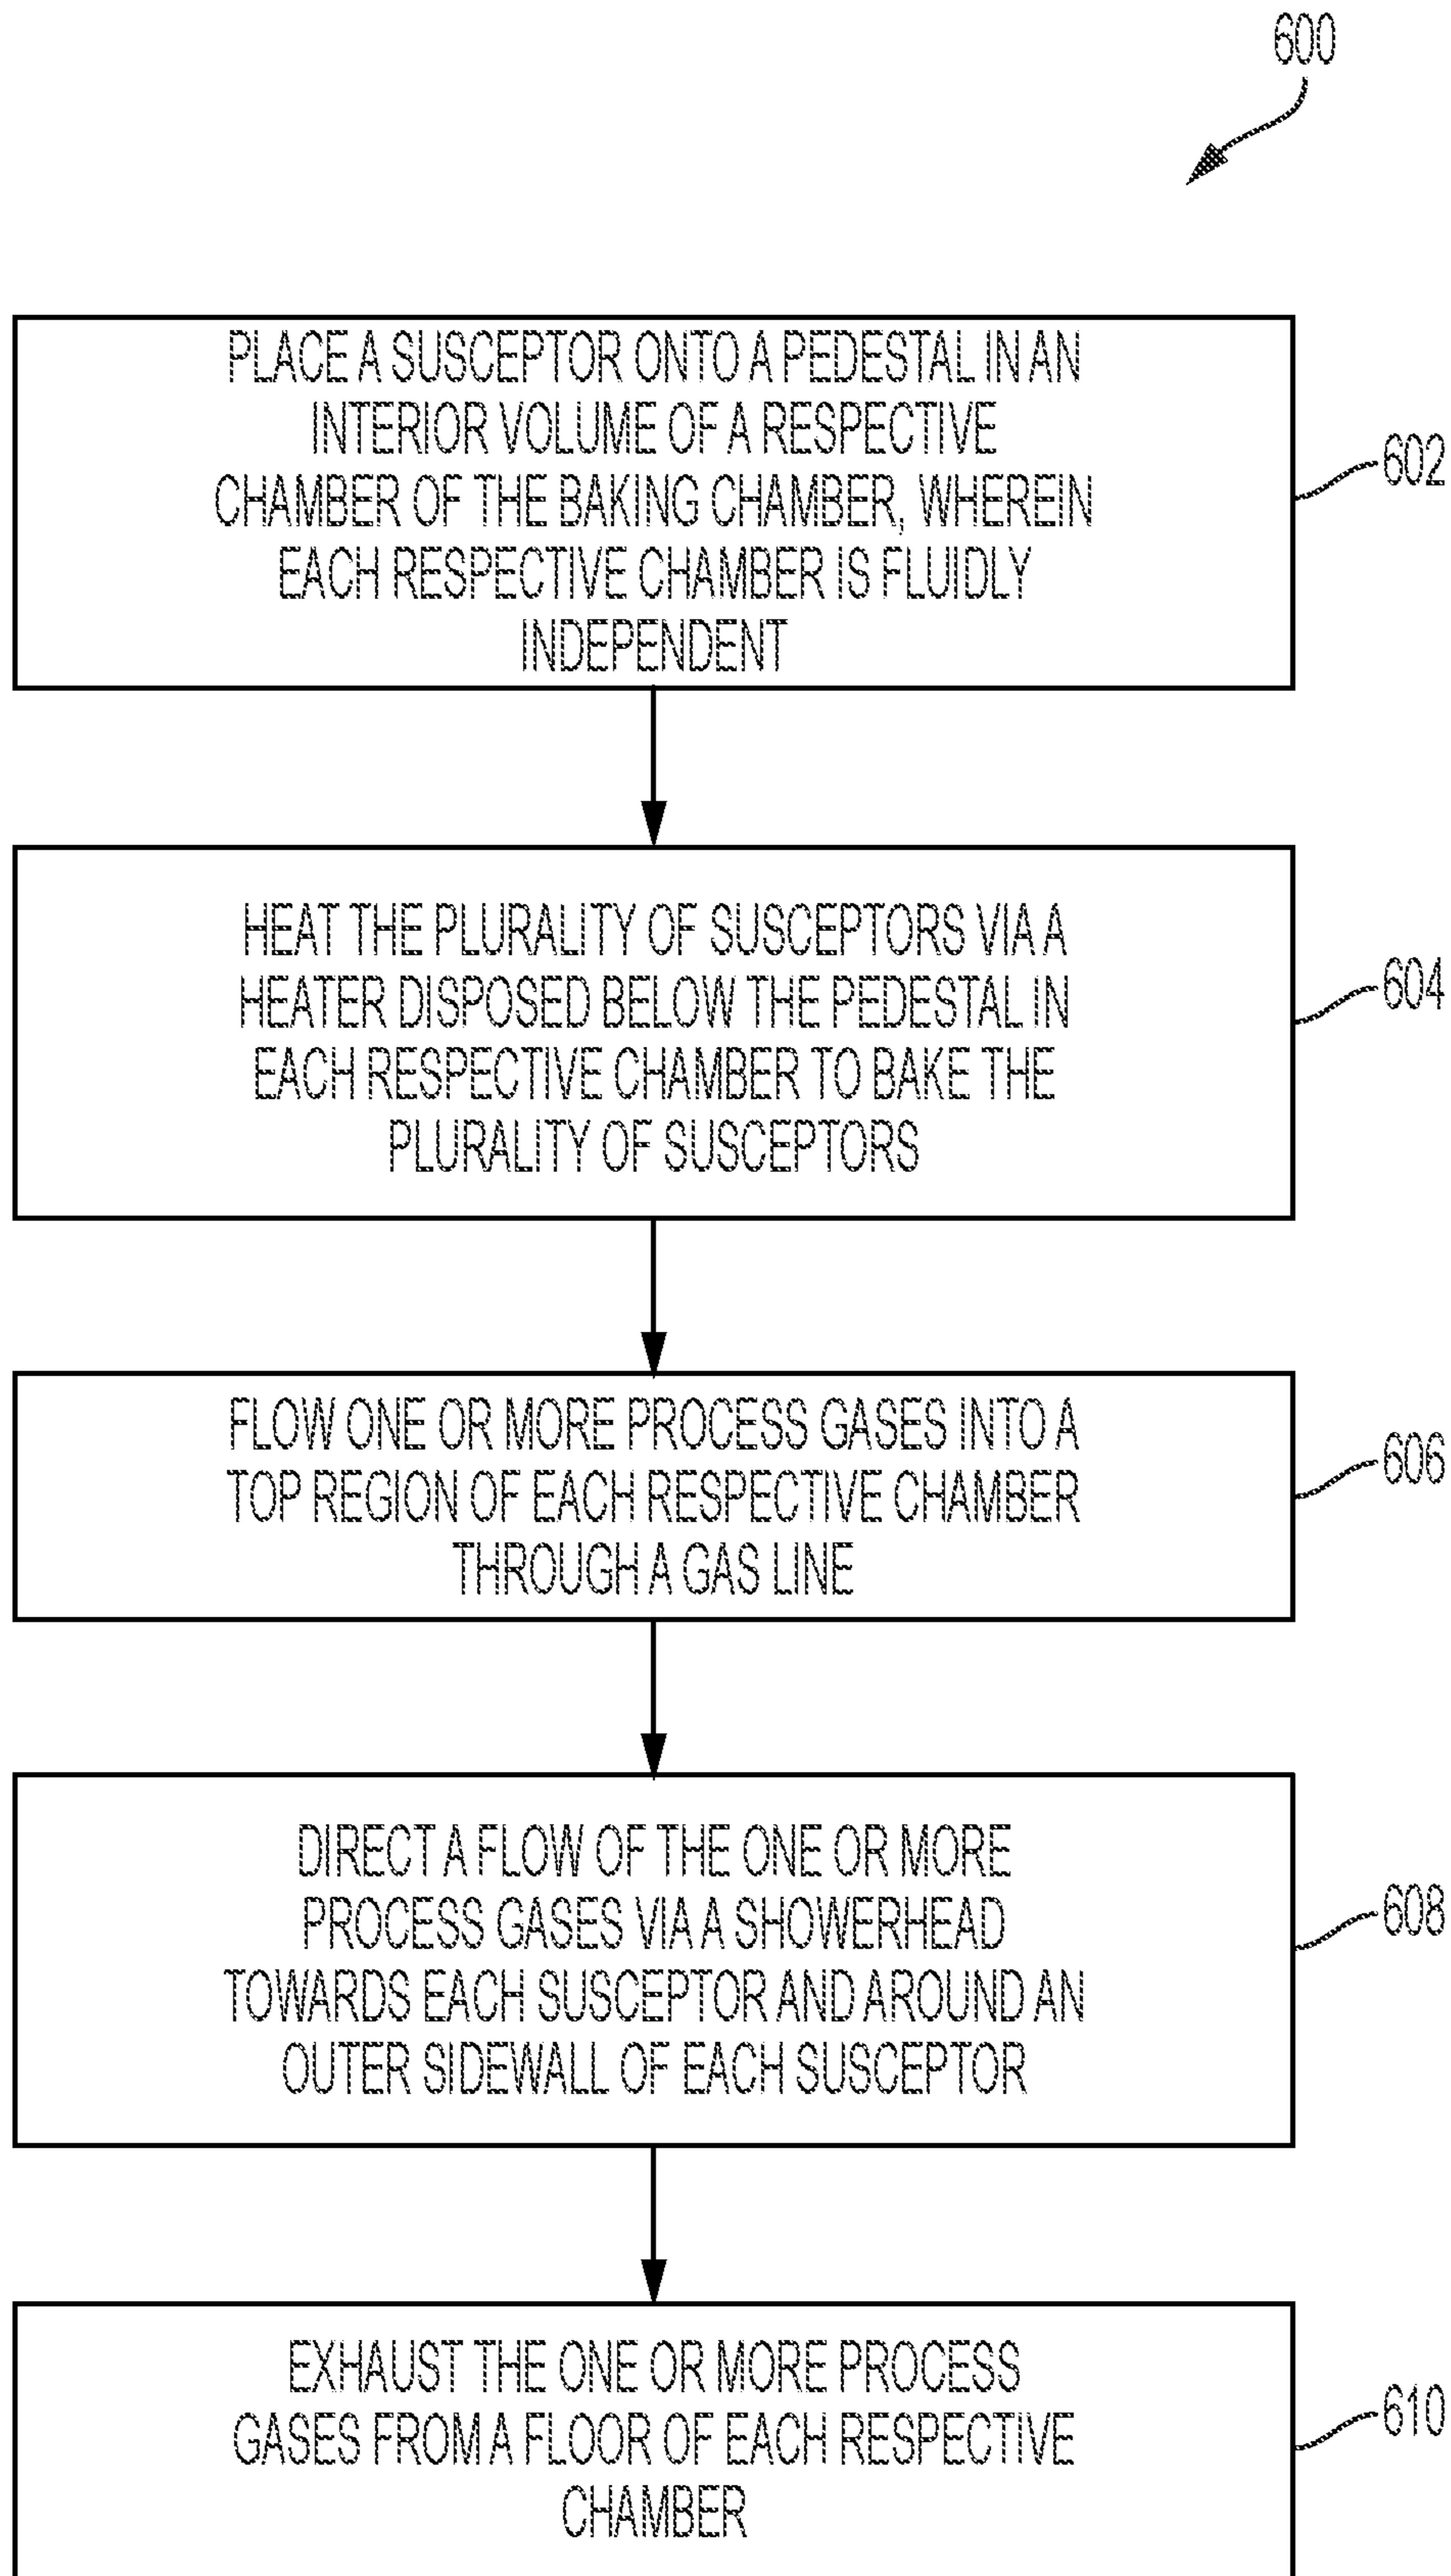 600
PLACE A SUSCEPTOR ONTO A PEDESTAL IN AN
INTERIOR VOLUME OF A RESPECTIVE
CHAMBER OF THE BAKING CHAMBER, WHEREIN
EACH RESPECTIVE CHAMBER IS FLUIDLY
INDEPENDENT
602
HEAT THE PLURALITY OF SUSCEPTORS VIA A
HEATER DISPOSED BELOW THE PEDESTAL IN
EACH RESPECTIVE CHAMBER TO BAKE THE
PLURALITY OF SUSCEPTORS
604
FLOW ONE OR MORE PROCESS GASES INTO A
TOP REGION OF EACH RESPECTIVE CHAMBER
THROUGH A GAS LINE
606
DIRECT A FLOW OF THE ONE OR MORE
PROCESS GASES VIA A SHOWERHEAD
TOWARDS EACH SUSCEPTOR AND AROUND AN
OUTER SIDEWALL OF EACH SUSCEPTOR
608
EXHAUST THE ONE OR MORE PROCESS
GASES FROM A FLOOR OF EACH RESPECTIVE
CHAMBER
610